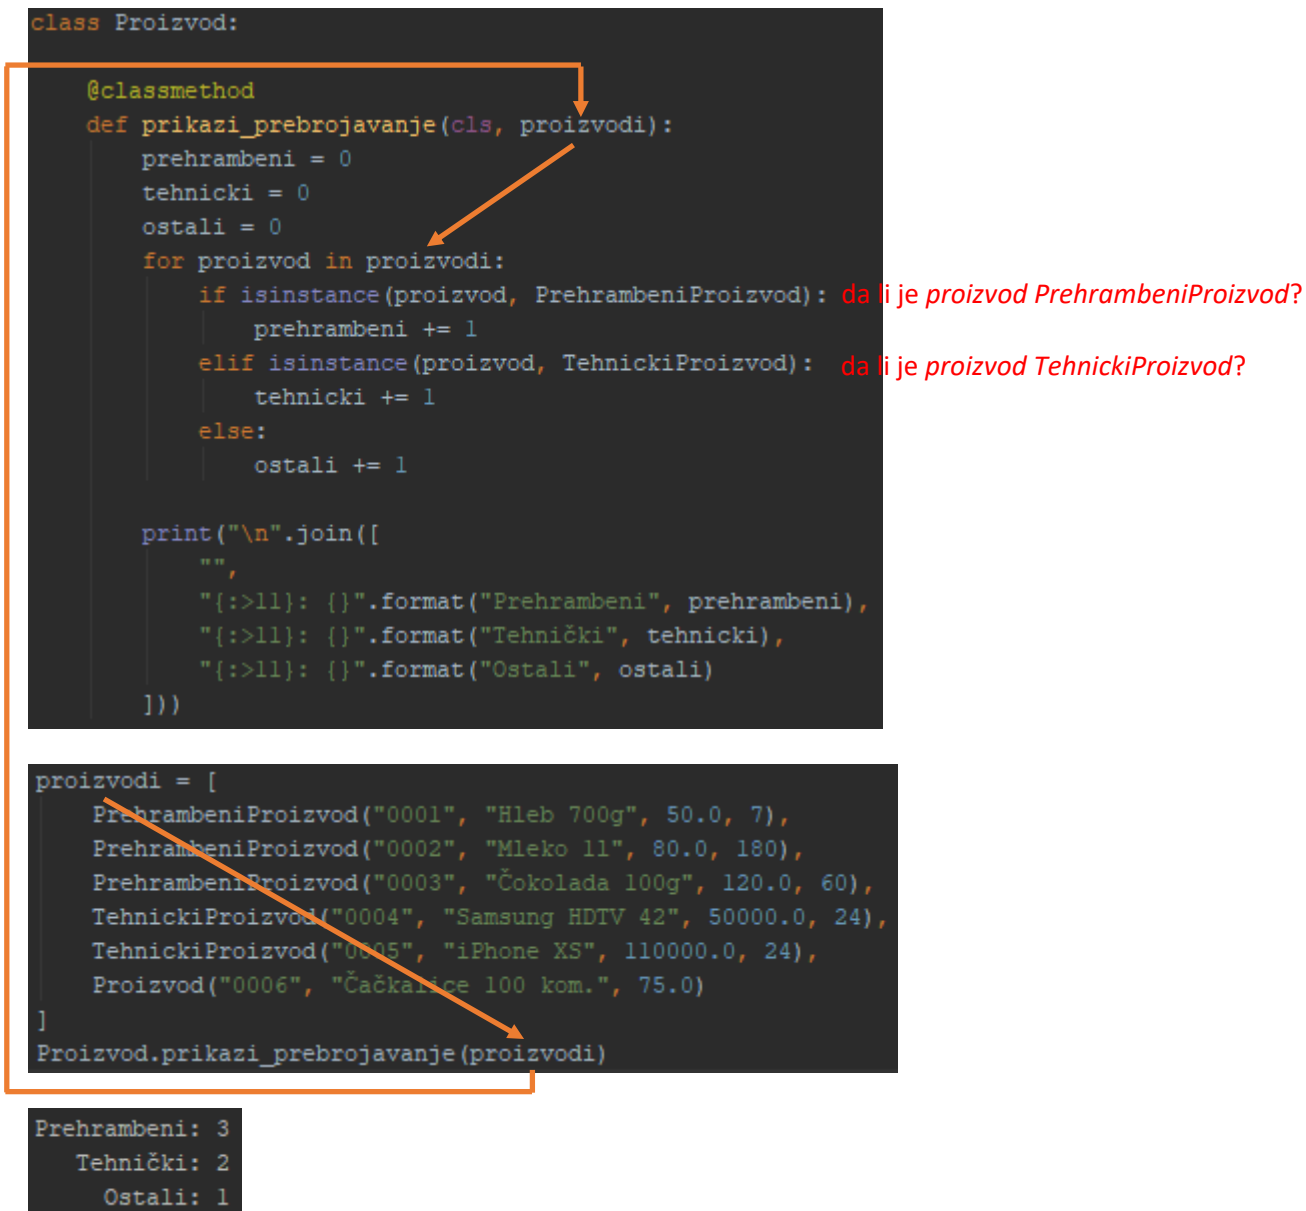 class Proizvod:
@classmethod
def prikazi_prebrojavanje(cls, proizvodi):
prehrambeni = 0
tehnicki = 0
ostali = 0
for proizvod in proizvodi:
if isinstance(proizvod, PrehrambeniProizvod): da li je proizvod PrehrambeniProizvod?
prehrambeni += 1
elif isinstance(proizvod, TehnickiProizvod): da li je proizvod TehnickiProizvod?
tehnicki += 1
else:
ostali += 1
print("\n".join([
"",
"{:>11}: {}".format("Prehrambeni", prehrambeni),
"{:>11}: {}".format("Tehnički", tehnicki),
"{:>11}: {}".format("Ostali", ostali)
]))
proizvodi = [
PrehrambeniProizvod("0001", "Hleb 700g", 50.0, 7),
PrehrambeniProizvod("0002", "Mleko 1l", 80.0, 180),
PrehrambeniProizvod("0003", "Čokolada 100g", 120.0, 60),
TehnickiProizvod("0004", "Samsung HDTV 42", 50000.0, 24),
TehnickiProizvod("0005", "iPhone XS", 110000.0, 24),
Proizvod("0006", "Čačkalice 100 kom.", 75.0)
]
Proizvod.prikazi_prebrojavanje(proizvodi)
Prehrambeni: 3
Tehnički: 2
Ostali: 1